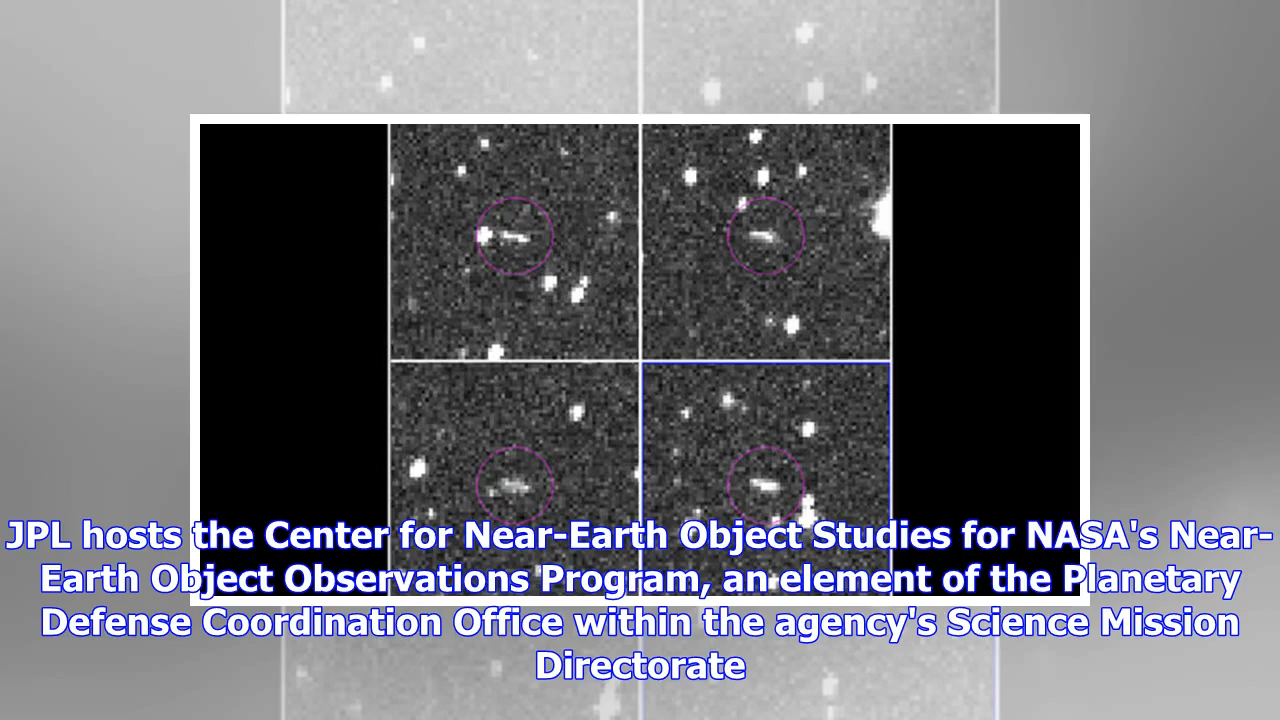 JPL hosts the Center for Near-Earth Object Studies for NASA's Near-
Earth Object Observations Program, an element of the Planetary
Defense Coordination Office within the agency's Science Mission
Directorate